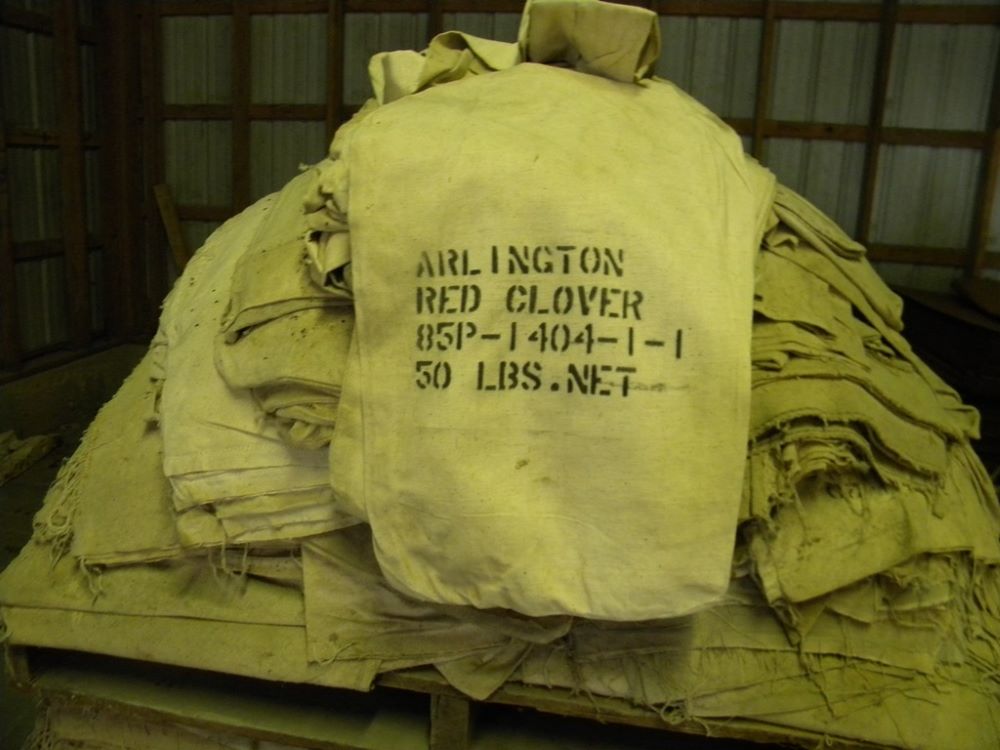 ARLINGTON
RED CLOVER
85P-1404-1-1
50 LBS.NET